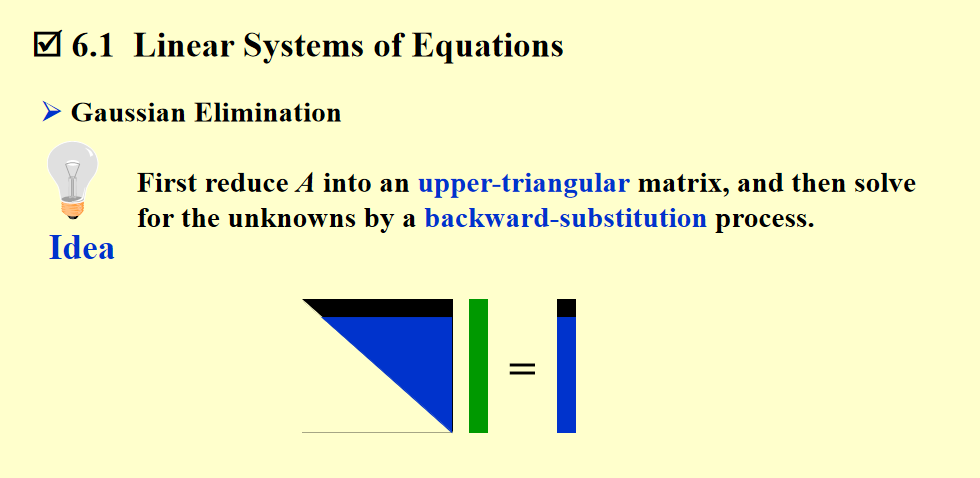 ☑ 6.1 Linear Systems of Equations
➢ Gaussian Elimination
First reduce A into an upper-triangular matrix, and then solve
for the unknowns by a backward-substitution process.
Idea
=